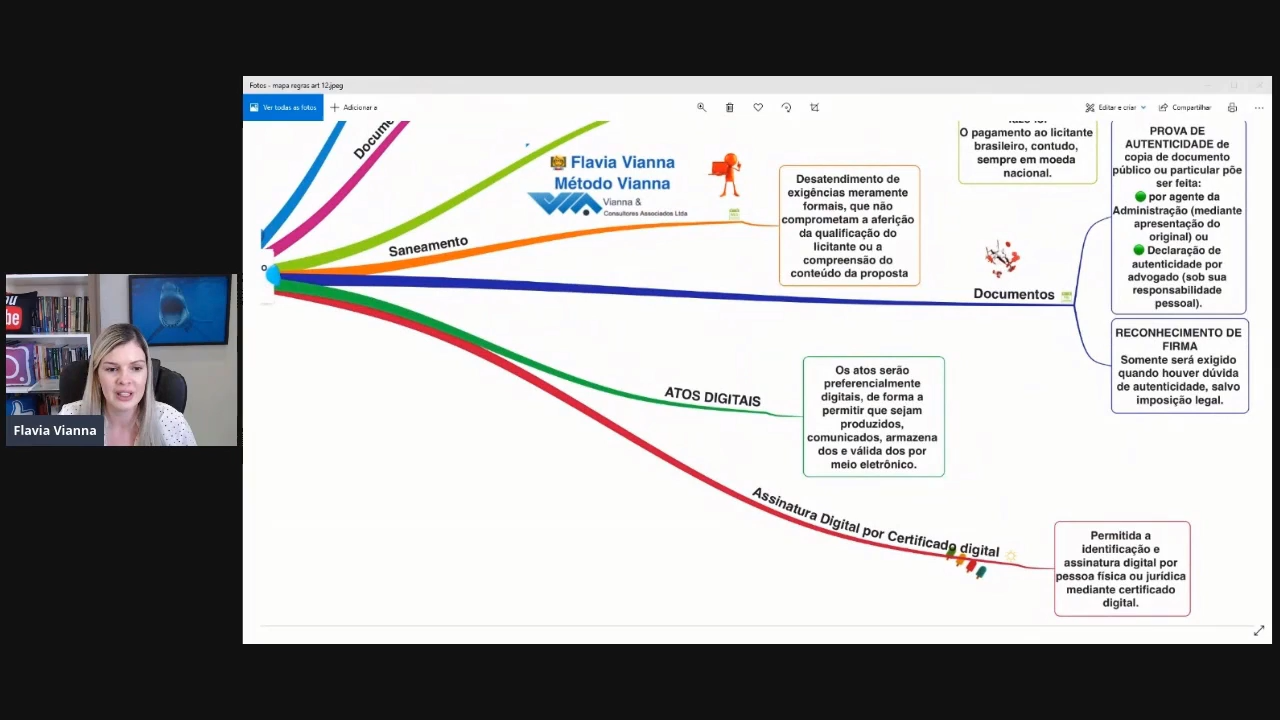 Fotos - mapa regras art 12.jpeg
Ver todas as fotos
Adicionar a
Editar e criar
Compartilhar
Saneamento
Flavia Vianna
Método Vianna
Vianna &
Consultores Associados Ltda
Desatendimento de
exigências meramente
formais, que não
comprometam a aferição
da qualificação do
licitante ou a
compreensão do
conteúdo da proposta
O pagamento ao licitante
brasileiro, contudo,
sempre em moeda
nacional.
Documentos
PROVA DE
AUTENTICIDADE de
copia de documento
público ou particular põe
ser feita:
por agente da
Administração (mediante
apresentação do
original) ou
Declaração de
autenticidade por
advogado (sob sua
responsabilidade
pessoal).
RECONHECIMENTO DE
FIRMA
Somente será exigido
quando houver dúvida
de autenticidade, salvo
imposição legal.
ATOS DIGITAIS
Os atos serão
preferencialmente
digitais, de forma a
permitir que sejam
produzidos,
comunicados, armazena
dos e válida dos por
meio eletrônico.
Assinatura Digital por Certificado digital
Permitida a
identificação e
assinatura digital por
pessoa física ou jurídica
mediante certificado
digital.
Flavia Vianna